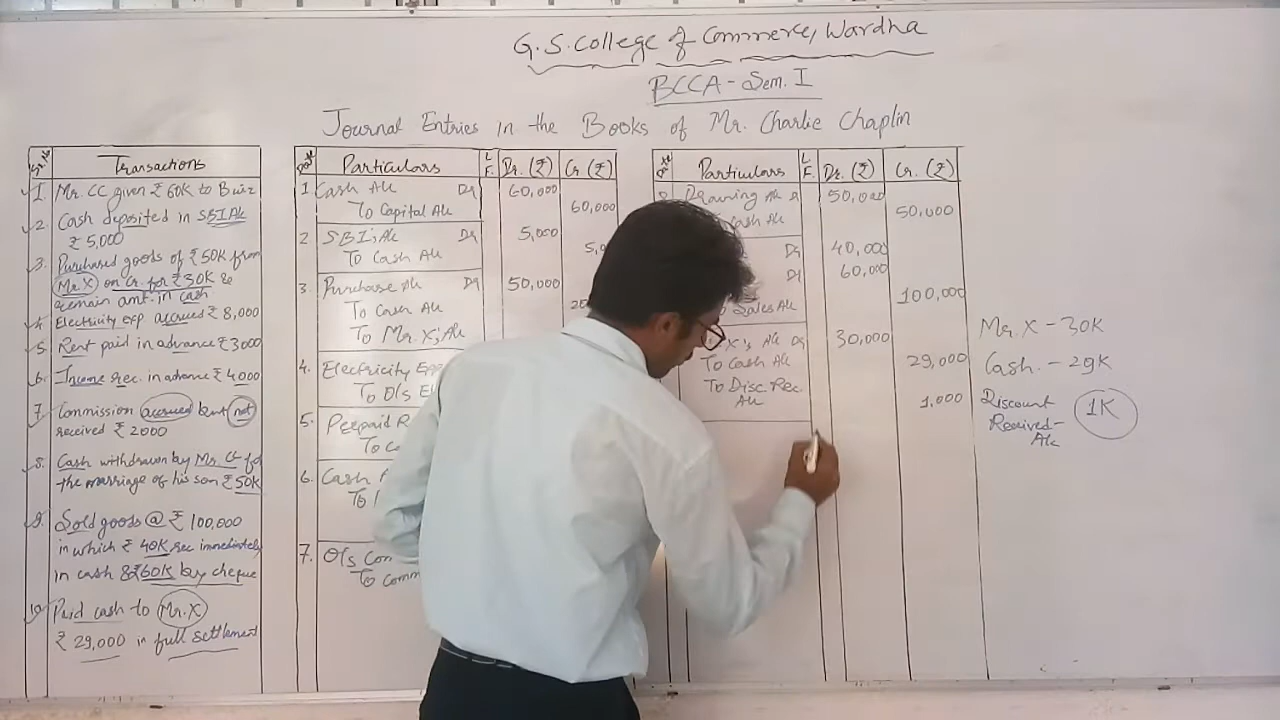 G.S. College of Commerce, Wardha
BCCA - Sem. I
Journal Entries in the Books of Mr. Charlie Chaplin
Sr. No
Transactions
1. Mr. CC given ₹ 60K to Buiz
2. Cash deposited in SBI A/c
₹ 5,000
3. Purchased goods of ₹ 50K from
Mr. X on Cr. for ₹ 30K &
remain amt. in cash
4. Electricity exp accrued ₹ 8,000
5. Rent paid in advance ₹ 3000
6. Income rec. in advance ₹ 4000
7. Commission accrued but not
received ₹ 2000
8. Cash withdrawn by Mr. CC for
the marriage of his son ₹ 50K
9. Sold goods @ ₹ 100,000
in which ₹ 40K rec immediately
in cash & ₹ 60K by cheque
10. Paid cash to Mr. X
₹ 29,000 in full settlement
Date Particulars L.F. Dr. (₹) Cr. (₹)
1 Cash A/c Dr 60,000
To Capital A/c 60,000
2. SBI's A/c Dr 5,000
To Cash A/c 5,0
3. Purchase A/c Dr 50,000
To Cash A/c 20
To Mr. X's A/c
4. Electricity Exp
To O/s El
5. Prepaid R
To Ca
6. Cash A
To I
7. O/s Com
To Comm
Date Particulars L.F. Dr. (₹) Cr. (₹)
8 Drawing A/c Dr 50,000
Cash A/c 50,000
Dr 40,000
Dr 60,000
Sales A/c 100,000
X's A/c Dr 30,000
To Cash A/c 29,000
To Disc. Rec. 1,000
A/c
Mr. X - 30K
Cash. - 29K
Discount 1K
Received-
A/c